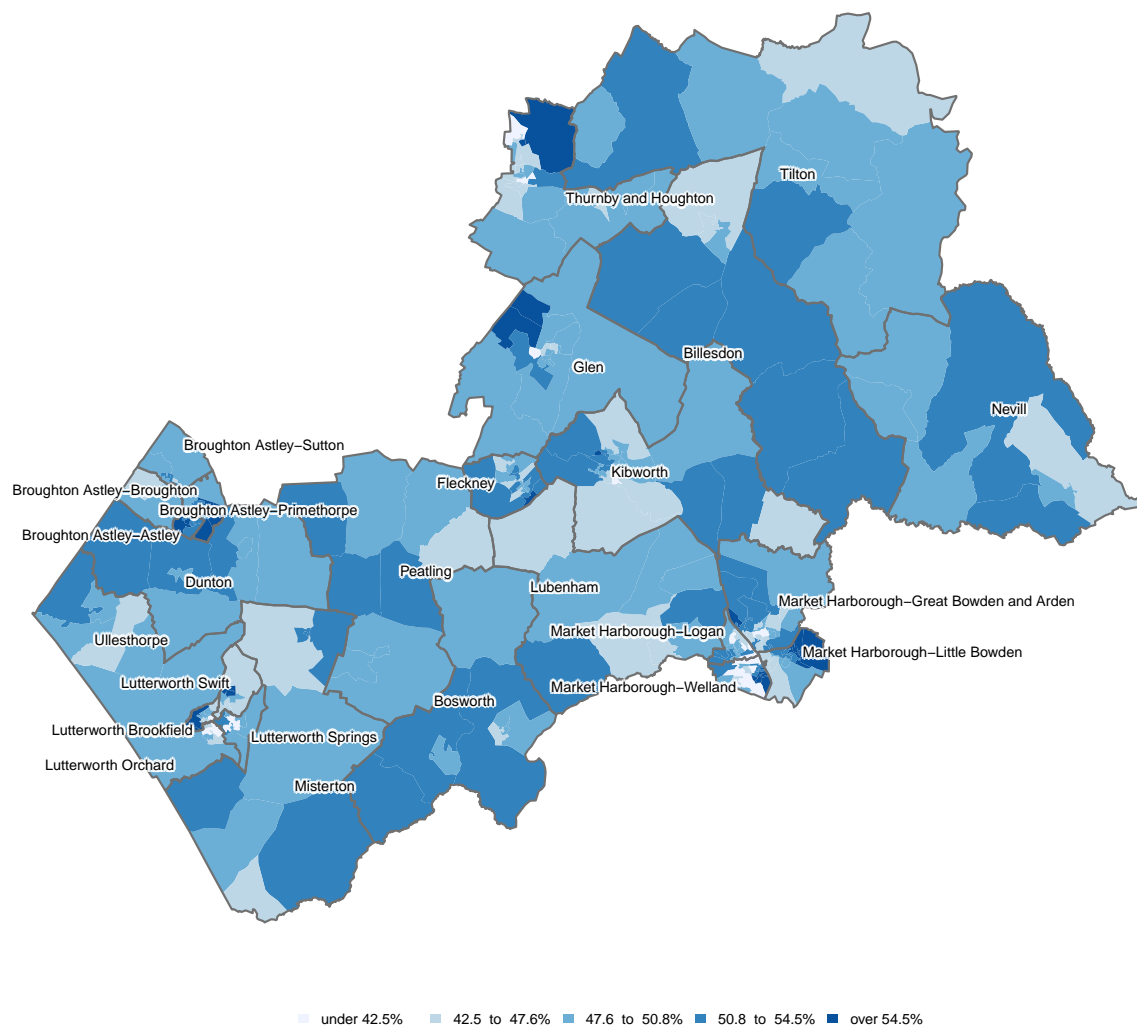 Tilton
Thurnby and Houghton
Billesdon
Glen
Nevill
Broughton Astley−Sutton
Kibworth
Fleckney
Broughton Astley−Broughton
Broughton Astley−Primethorpe
Broughton Astley−Astley
Peatling
Dunton
Lubenham
Market Harborough−Great Bowden and Arden
Market Harborough−Logan
Ullesthorpe
Market Harborough−Little Bowden
Lutterworth Swift
Market Harborough−Welland
Bosworth
Lutterworth Brookfield
Lutterworth Springs
Lutterworth Orchard
Misterton
under 42.5% 42.5 to 47.6% 47.6 to 50.8% 50.8 to 54.5% over 54.5%